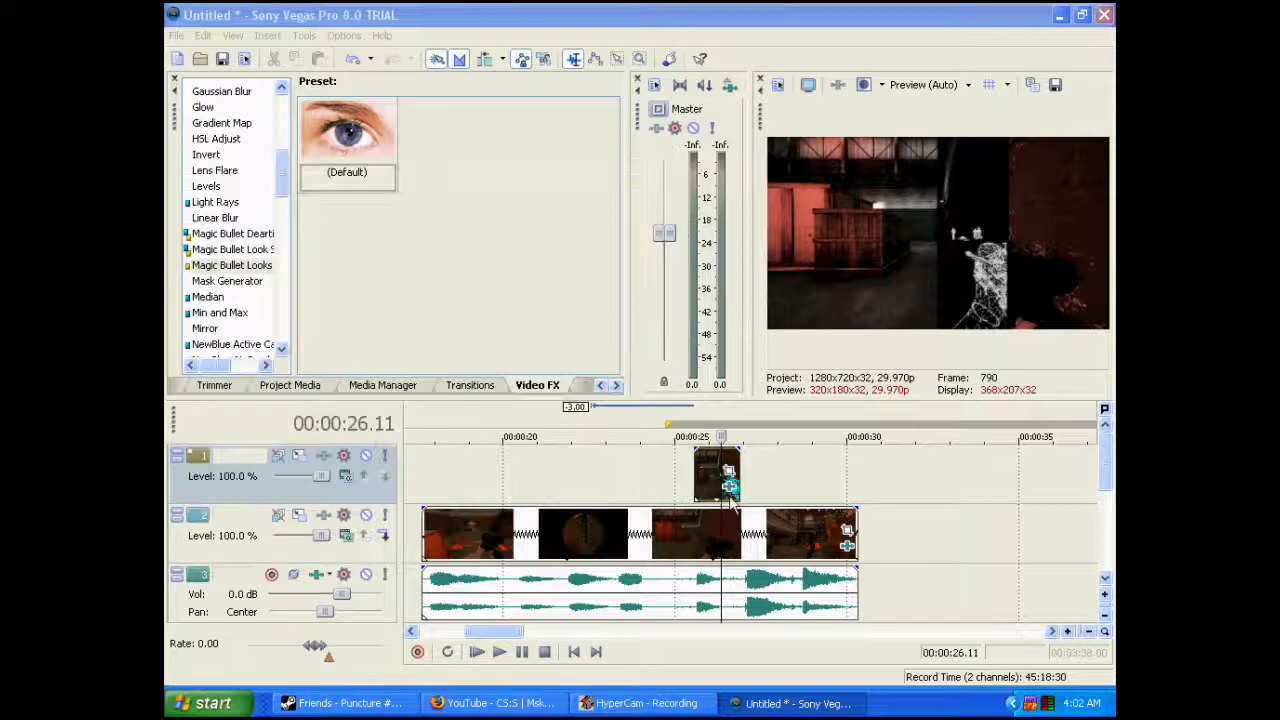 Untitled * - Sony Vegas Pro 8.0 TRIAL
File Edit View Insert Tools Options Help
Preset:
Gaussian Blur
Glow
Gradient Map
HSL Adjust
Invert
Lens Flare
Levels
Light Rays
Linear Blur
Magic Bullet Dearti
Magic Bullet Look S
Magic Bullet Looks
Mask Generator
Median
Min and Max
Mirror
NewBlue Active Ca
(Default)
Master
-Inf. -Inf.
6
12
18
24
30
36
42
48
54
0.0 0.0
Preview (Auto)
Project: 1280x720x32, 29.970p Frame: 790
Preview: 320x180x32, 29.970p Display: 368x207x32
Trimmer Project Media Media Manager Transitions Video FX
-3.00
00:00:26.11
00:00:20 00:00:25 00:00:30 00:00:35
1
Level: 100.0 %
2
Level: 100.0 %
3
Vol: 0.0 dB
Pan: Center
Rate: 0.00
00:00:26.11 00:03:38.00
Record Time (2 channels): 45:18:30
start Friends - Puncture #... YouTube - CS:S | Msk... HyperCam - Recording Untitled * - Sony Veg... 4:02 AM